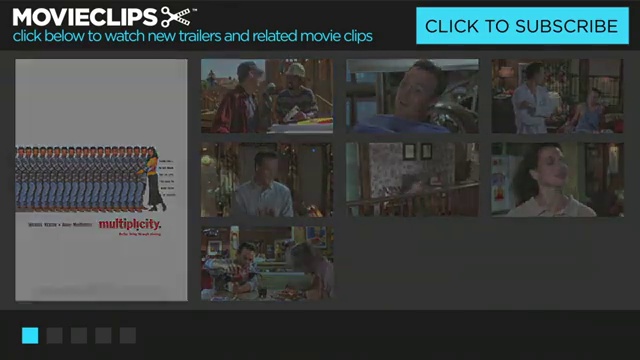 MOVIECLIPS
click below to watch new trailers and related movie clips
CLICK TO SUBSCRIBE
multiplicity.